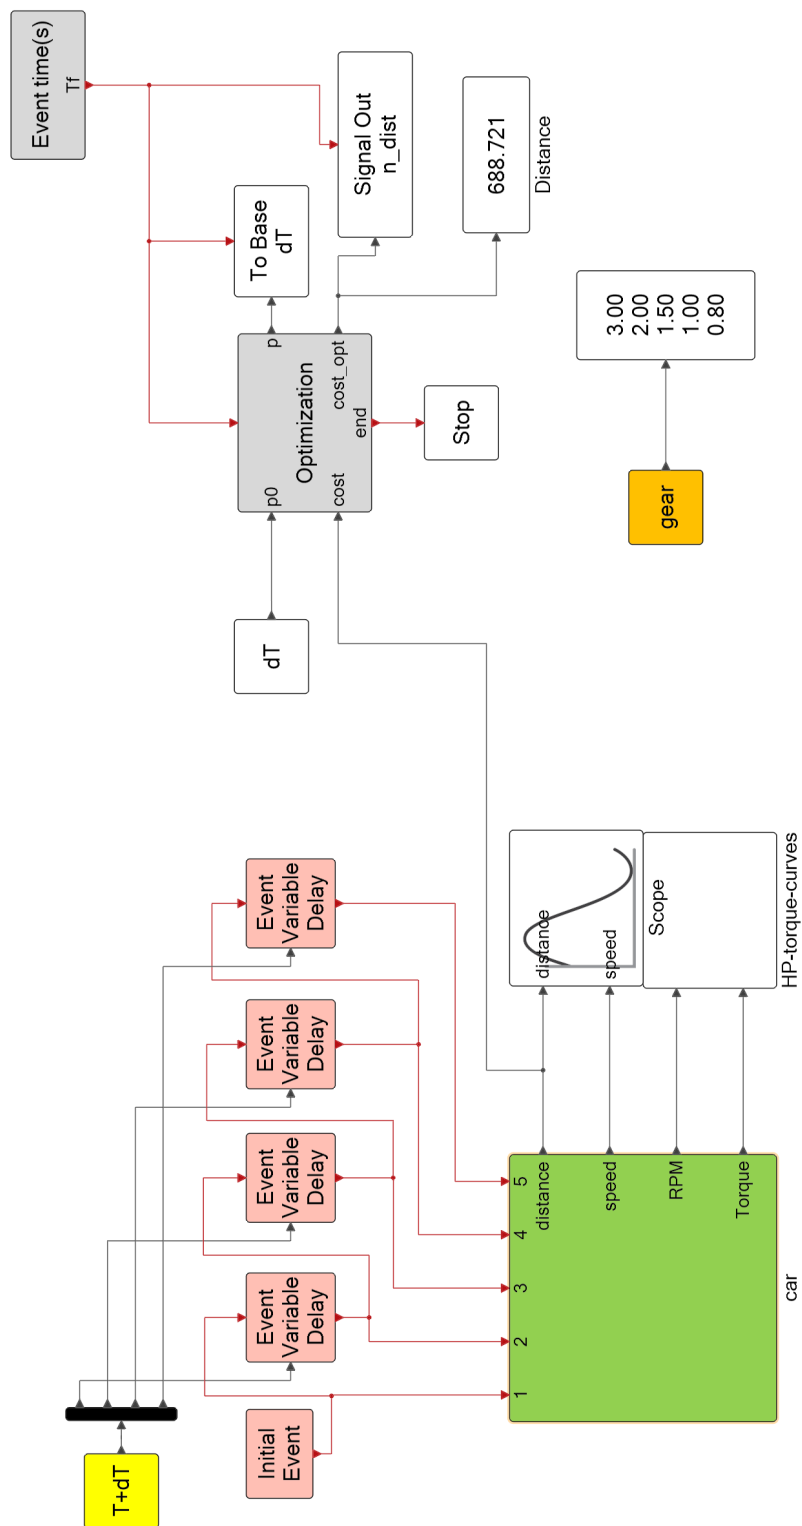 T+dT
Initial
Event
Event
Variable
Delay
Event
Variable
Delay
Event
Variable
Delay
Event
Variable
Delay
1
2
3
4
5
distance
speed
RPM
Torque
car
distance
speed
Scope
HP-torque-curves
dT
p0
cost
Optimization
p
cost_opt
end
To Base
dT
Stop
Event time(s)
Tf
Signal Out
n_dist
688.721
Distance
gear
3.00
2.00
1.50
1.00
0.80